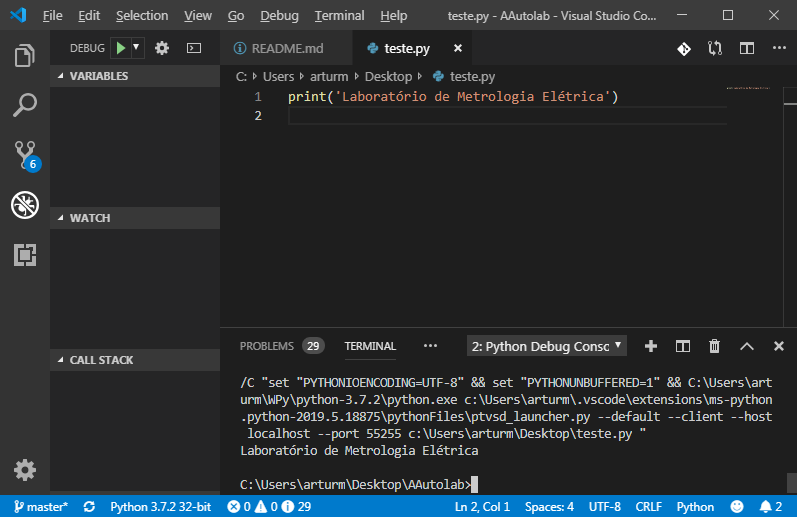 File Edit Selection View Go Debug Terminal Help teste.py - AAutolab - Visual Studio Co...
DEBUG
README.md teste.py
VARIABLES
C: Users arturm Desktop teste.py
1 print('Laboratório de Metrologia Elétrica')
2
6
WATCH
CALL STACK
PROBLEMS 29 TERMINAL ... 2: Python Debug Consc
/C "set "PYTHONIOENCODING=UTF-8" && set "PYTHONUNBUFFERED=1" && C:\Users\art
urm\WPy\python-3.7.2\python.exe c:\Users\arturm\.vscode\extensions\ms-python
.python-2019.5.18875\pythonFiles\ptvsd_launcher.py --default --client --host
localhost --port 55255 c:\Users\arturm\Desktop\teste.py "
Laboratório de Metrologia Elétrica
C:\Users\arturm\Desktop\AAutolab>
master* Python 3.7.2 32-bit 0 0 29 Ln 2, Col 1 Spaces: 4 UTF-8 CRLF Python 2